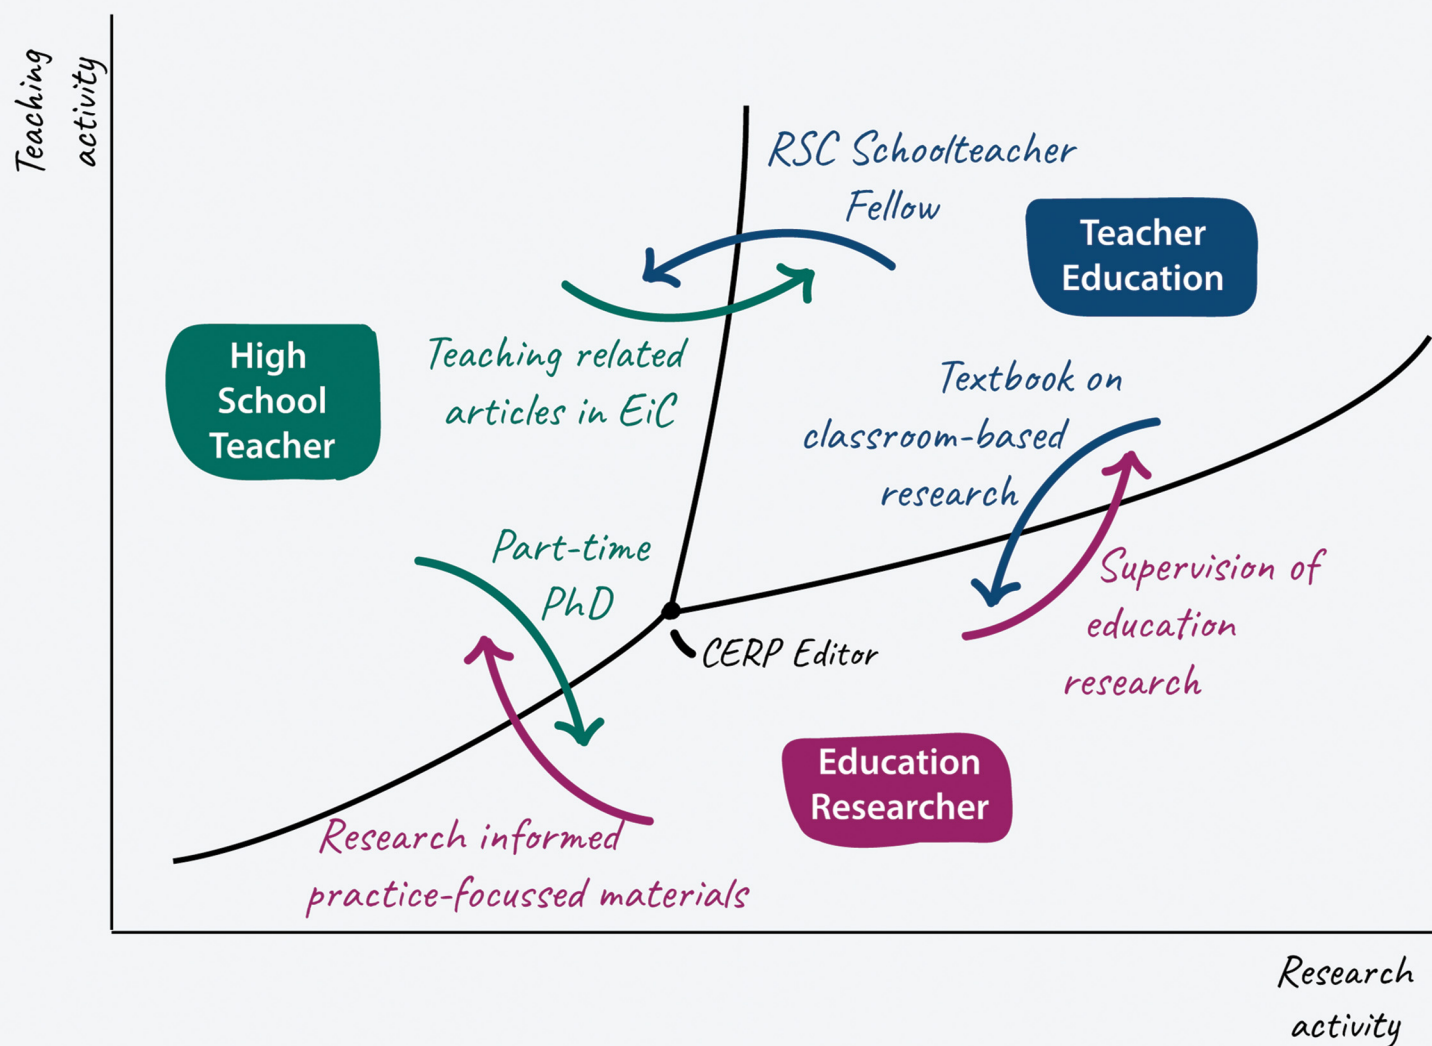 Teaching
activity
RSC Schoolteacher
Fellow
Teacher
Education
High
School
Teacher
Teaching related
articles in EiC
Textbook on
classroom-based
research
Part-time
PhD
Supervision of
education
research
CERP Editor
Education
Researcher
Research informed
practice-focussed materials
Research
activity